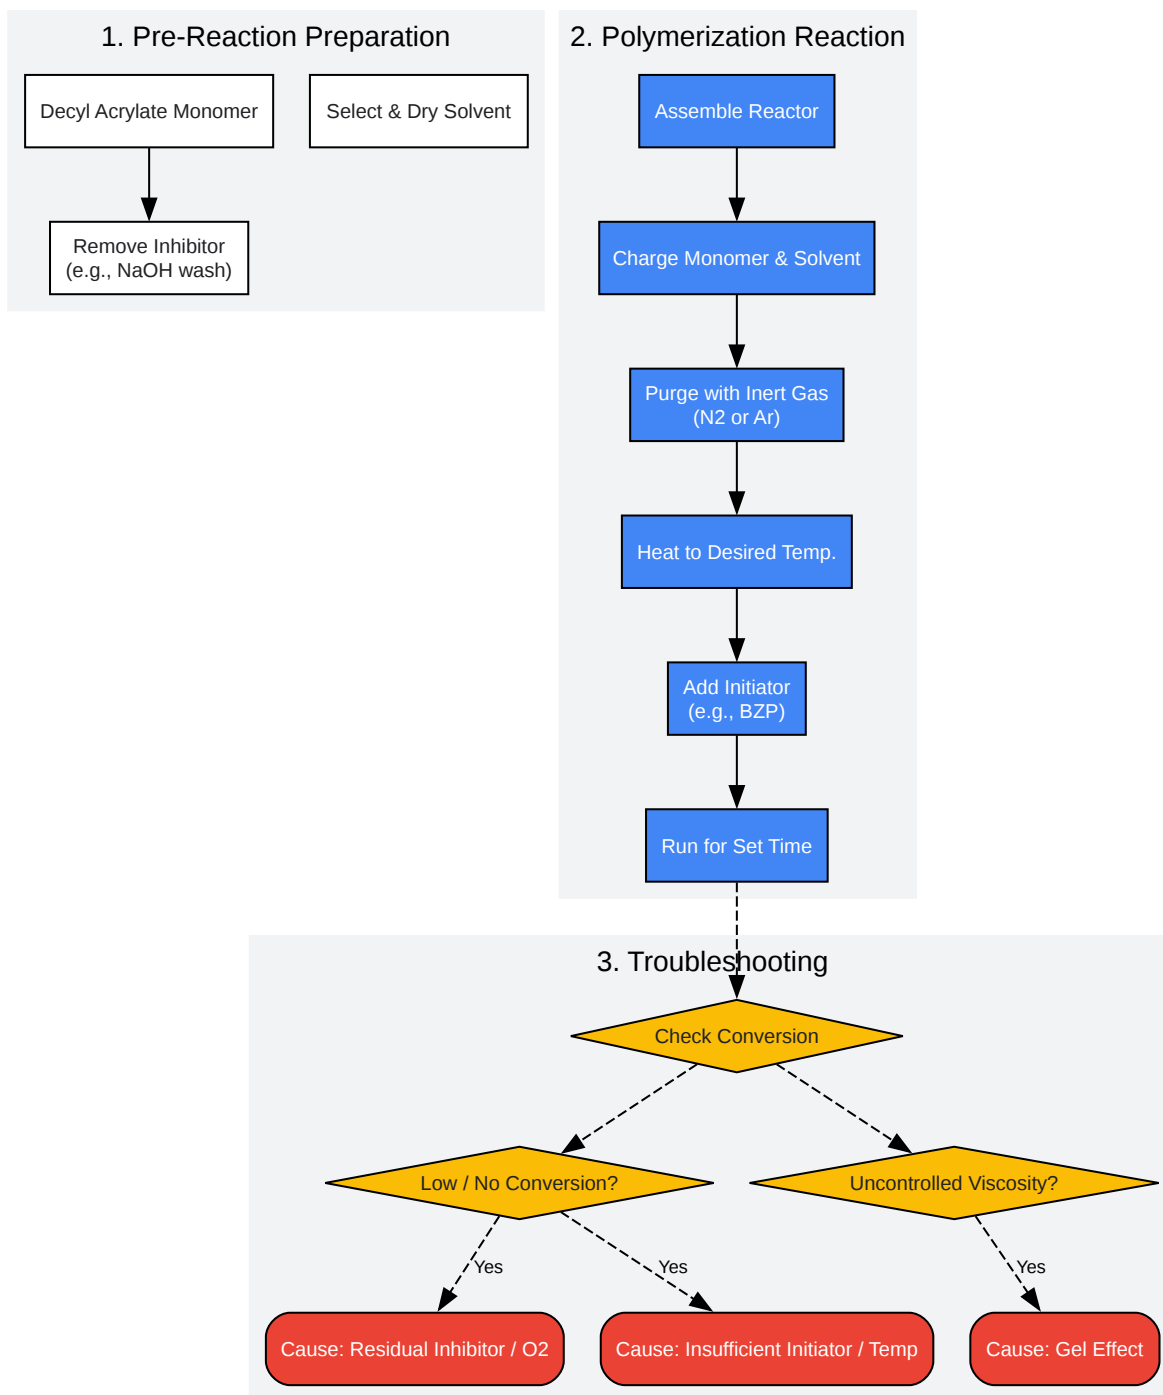 1. Pre-Reaction Preparation
Decyl Acrylate Monomer
Select & Dry Solvent
Remove Inhibitor
(e.g., NaOH wash)
2. Polymerization Reaction
Assemble Reactor
Charge Monomer & Solvent
Purge with Inert Gas
(N2 or Ar)
Heat to Desired Temp.
Add Initiator
(e.g., BZP)
Run for Set Time
3. Troubleshooting
Check Conversion
Low / No Conversion?
Uncontrolled Viscosity?
Yes
Yes
Yes
Cause: Residual Inhibitor / O2
Cause: Insufficient Initiator / Temp
Cause: Gel Effect